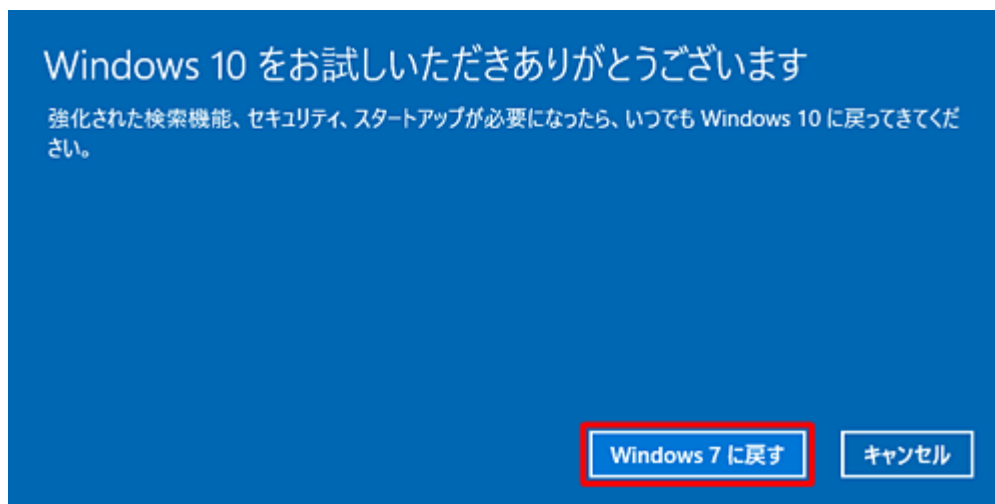 Windows 10 をお試しいただきありがとうございます
強化された検索機能、セキュリティ、スタートアップが必要になったら、いつでも Windows 10 に戻ってきてくだ
さい。
Windows 7 に戻す
キャンセル